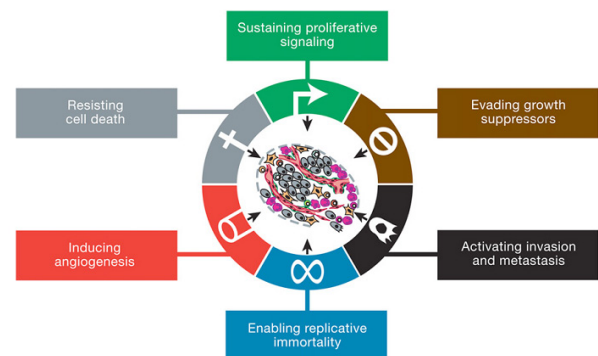 Sustaining proliferative
signaling
Resisting
cell death
Evading growth
suppressors
Inducing
angiogenesis
Activating invasion
and metastasis
Enabling replicative
immortality